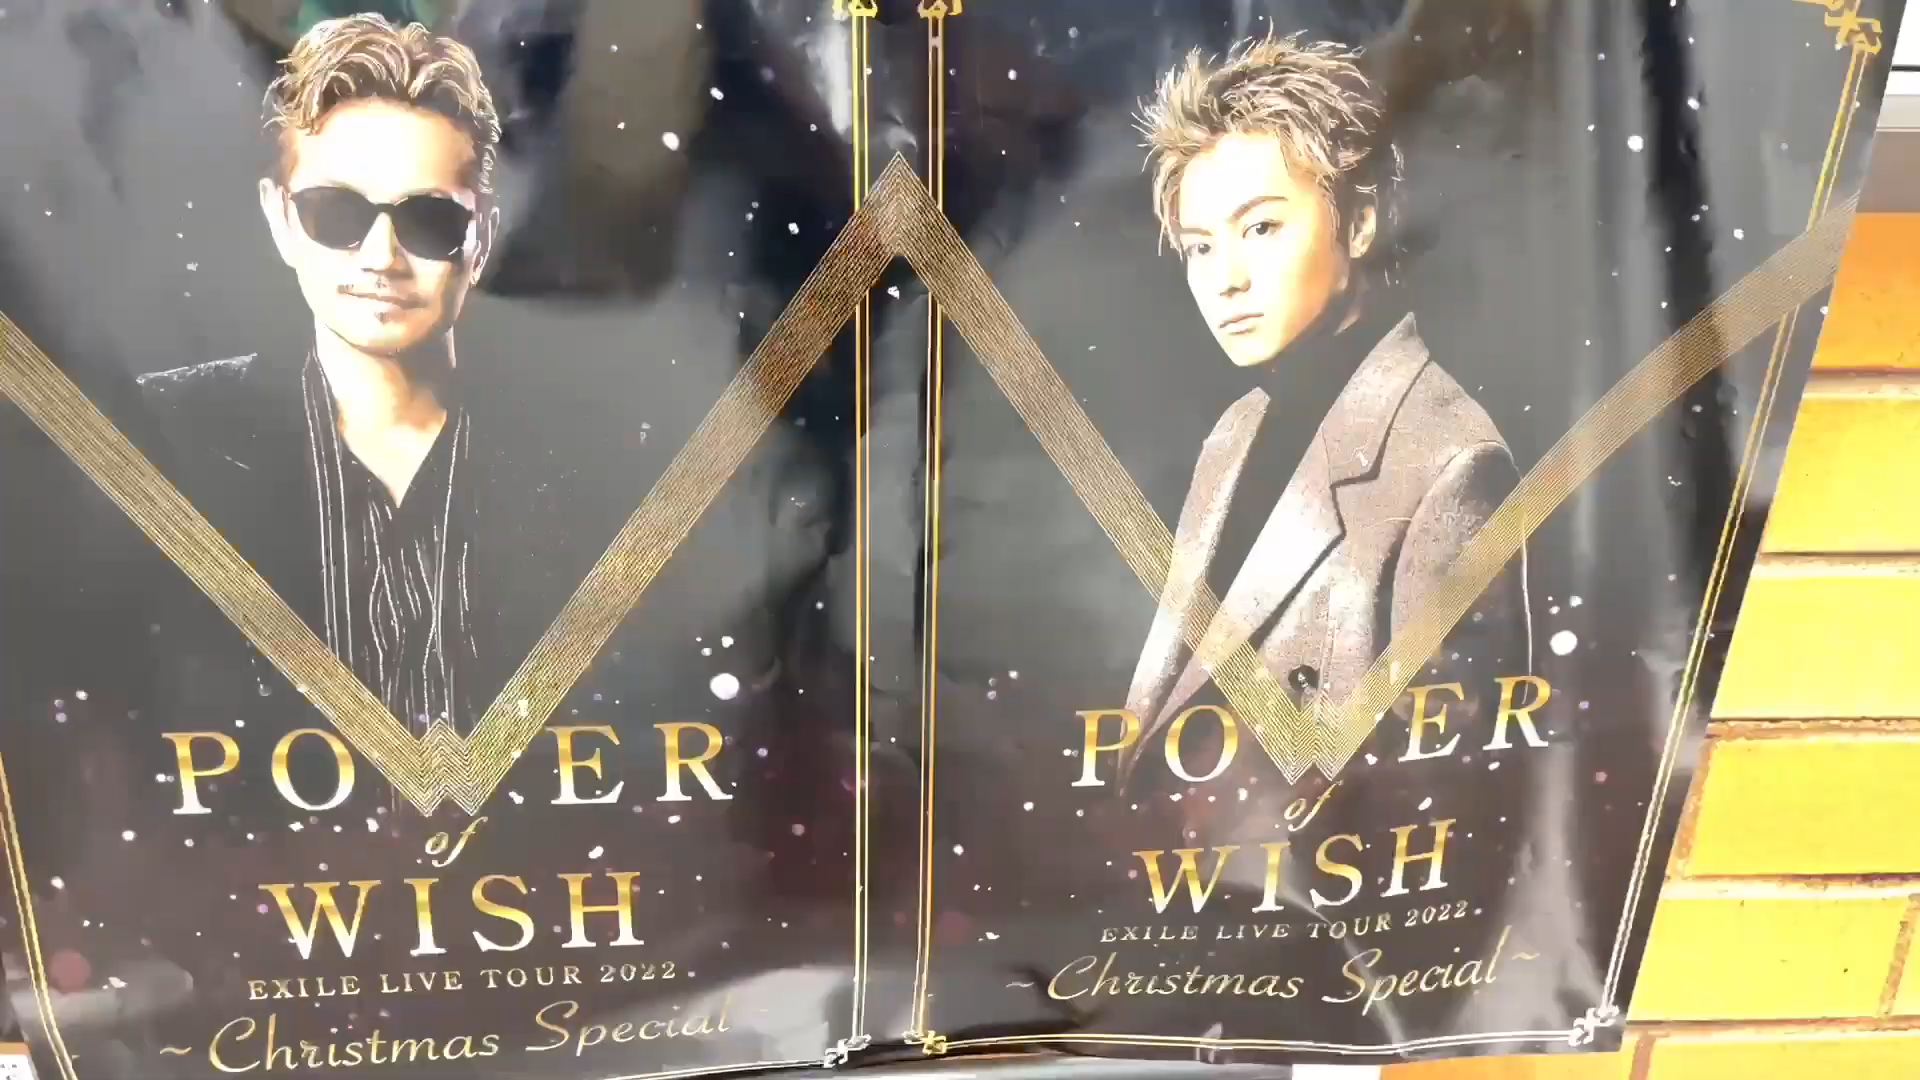 POWER
of
WISH
EXILE LIVE TOUR 2022
~Christmas Special~
POWER
of
WISH
EXILE LIVE TOUR 2022
~Christmas Special~